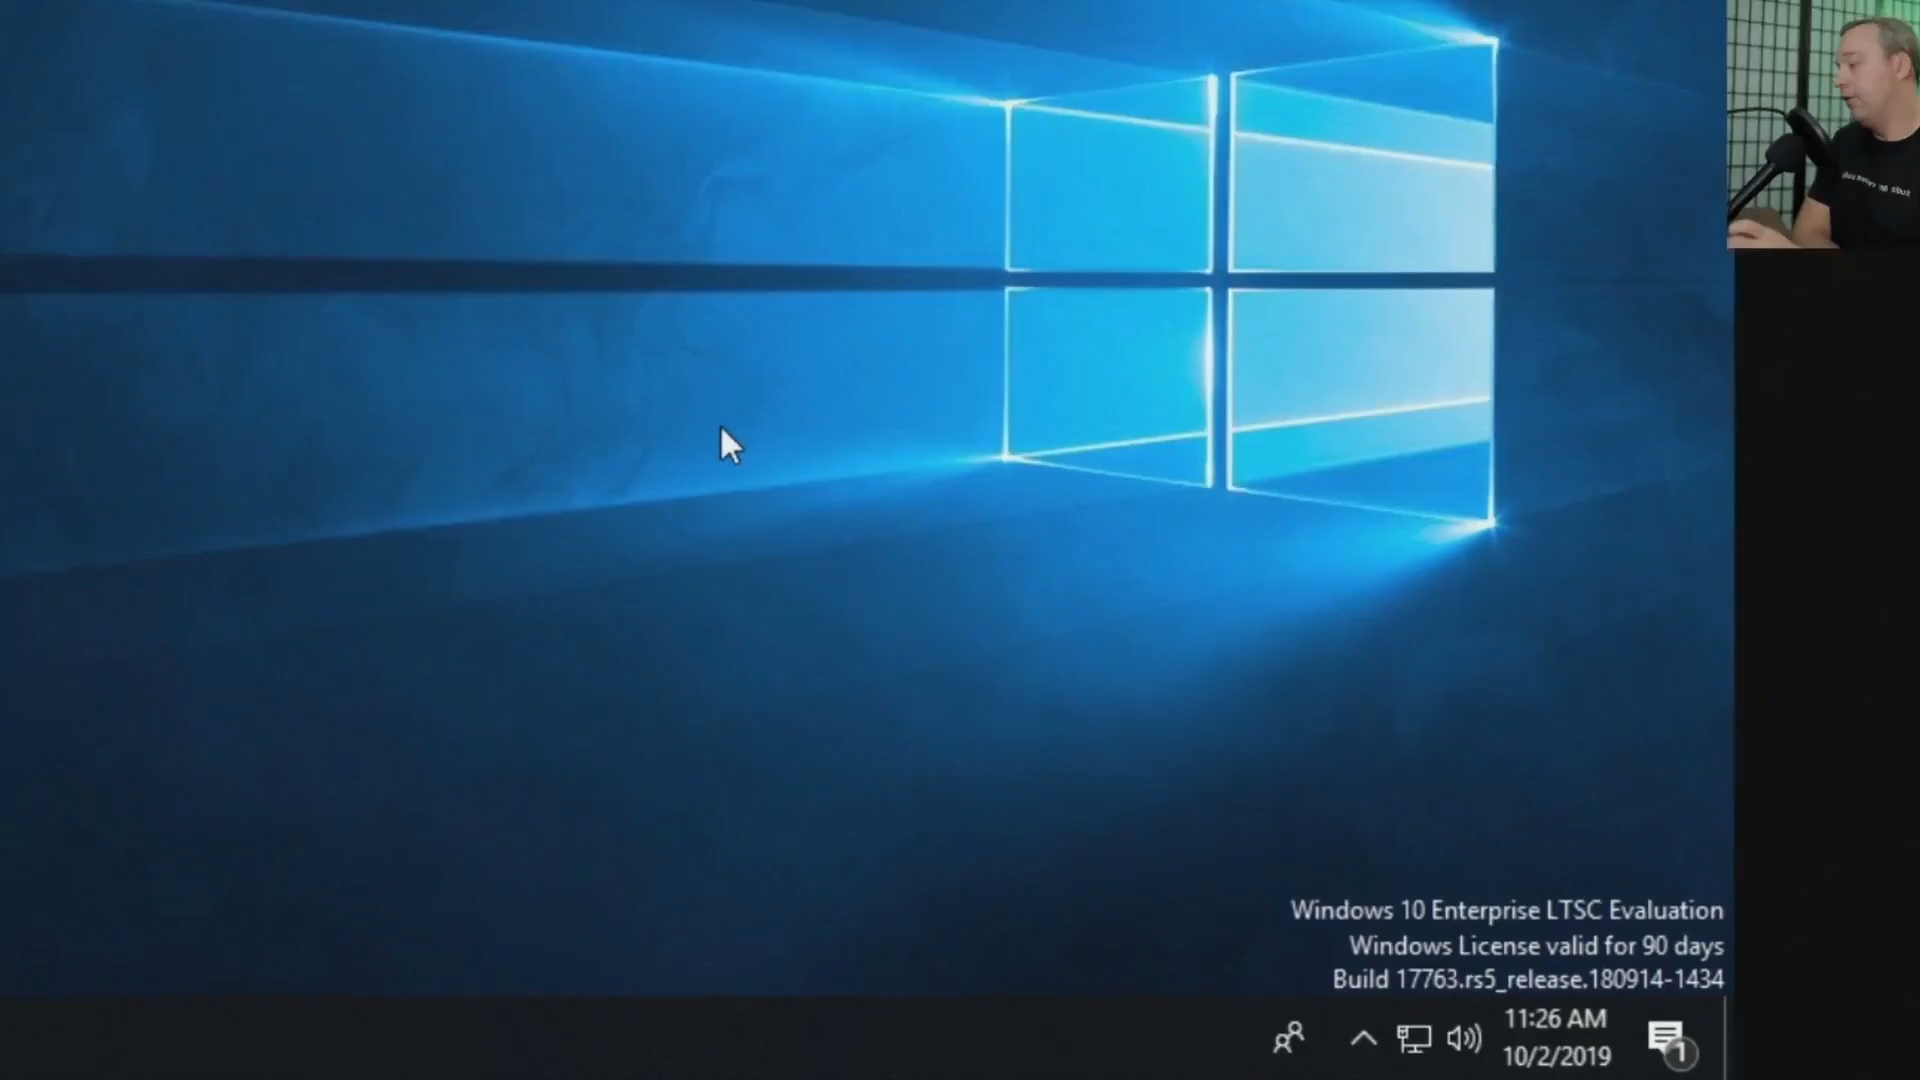 Windows 10 Enterprise LTSC Evaluation
Windows License valid for 90 days
Build 17763.rs5_release.180914-1434
11:26 AM
10/2/2019
1